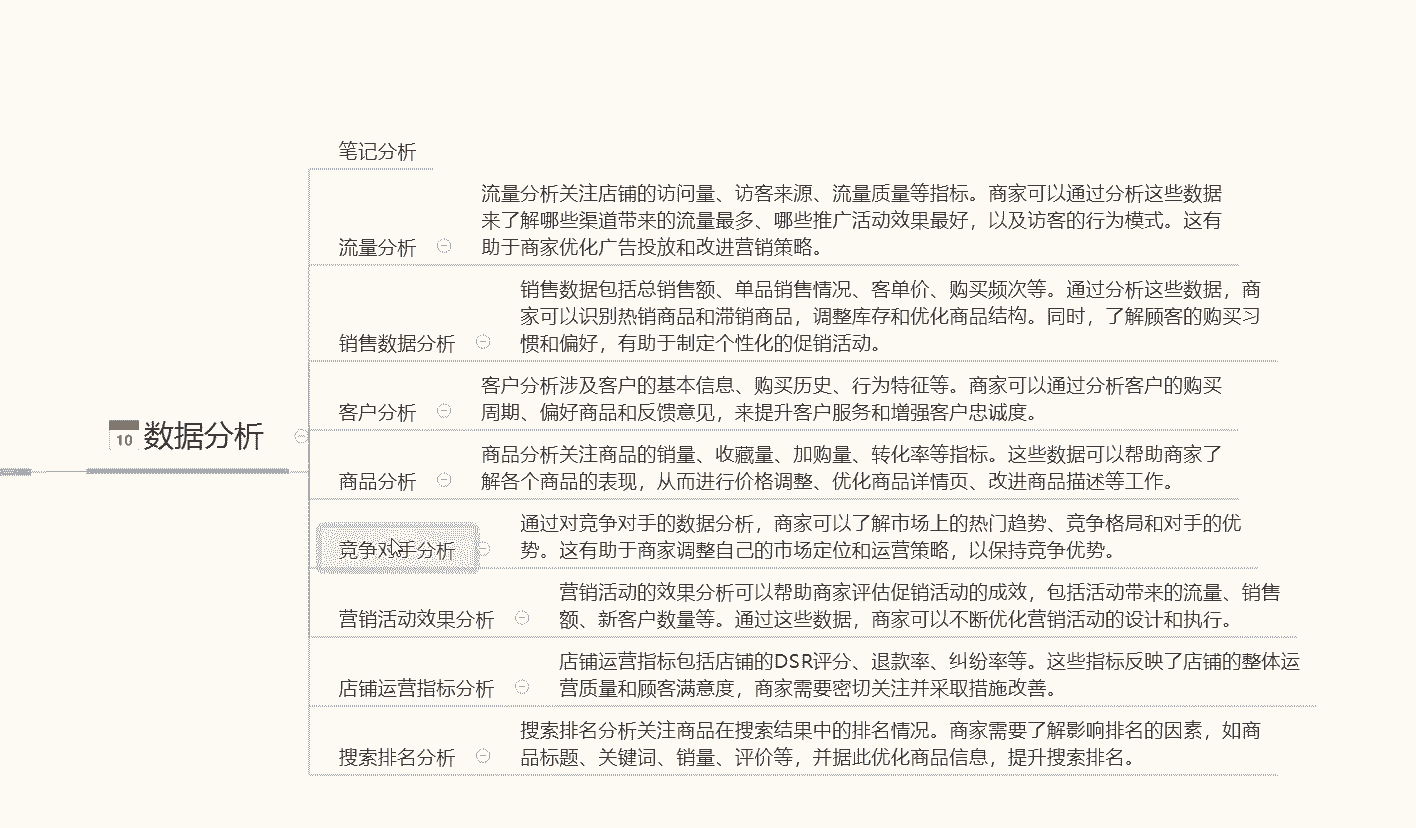 笔记分析
流量分析关注店铺的访问量、访客来源、流量质量等指标。商家可以通过分析这些数据
来了解哪些渠道带来的流量最多、哪些推广活动效果最好，以及访客的行为模式。这有
流量分析 助于商家优化广告投放和改进营销策略。
销售数据包括总销售额、单品销售情况、客单价、购买频次等。通过分析这些数据，商
家可以识别热销商品和滞销商品，调整库存和优化商品结构。同时，了解顾客的购买习
销售数据分析 惯和偏好，有助于制定个性化的促销活动。
客户分析涉及客户的基本信息、购买历史、行为特征等。商家可以通过分析客户的购买
客户分析 周期、偏好商品和反馈意见，来提升客户服务和增强客户忠诚度。
10 数据分析
商品分析关注商品的销量、收藏量、加购量、转化率等指标。这些数据可以帮助商家了
商品分析 解各个商品的表现，从而进行价格调整、优化商品详情页、改进商品描述等工作。
通过对竞争对手的数据分析，商家可以了解市场上的热门趋势、竞争格局和对手的优
竞争对手分析 势。这有助于商家调整自己的市场定位和运营策略，以保持竞争优势。
营销活动的效果分析可以帮助商家评估促销活动的成效，包括活动带来的流量、销售
营销活动效果分析 额、新客户数量等。通过这些数据，商家可以不断优化营销活动的设计和执行。
店铺运营指标包括店铺的DSR评分、退款率、纠纷率等。这些指标反映了店铺的整体运
店铺运营指标分析 营质量和顾客满意度，商家需要密切关注并采取措施改善。
搜索排名分析关注商品在搜索结果中的排名情况。商家需要了解影响排名的因素，如商
搜索排名分析 品标题、关键词、销量、评价等，并据此优化商品信息，提升搜索排名。